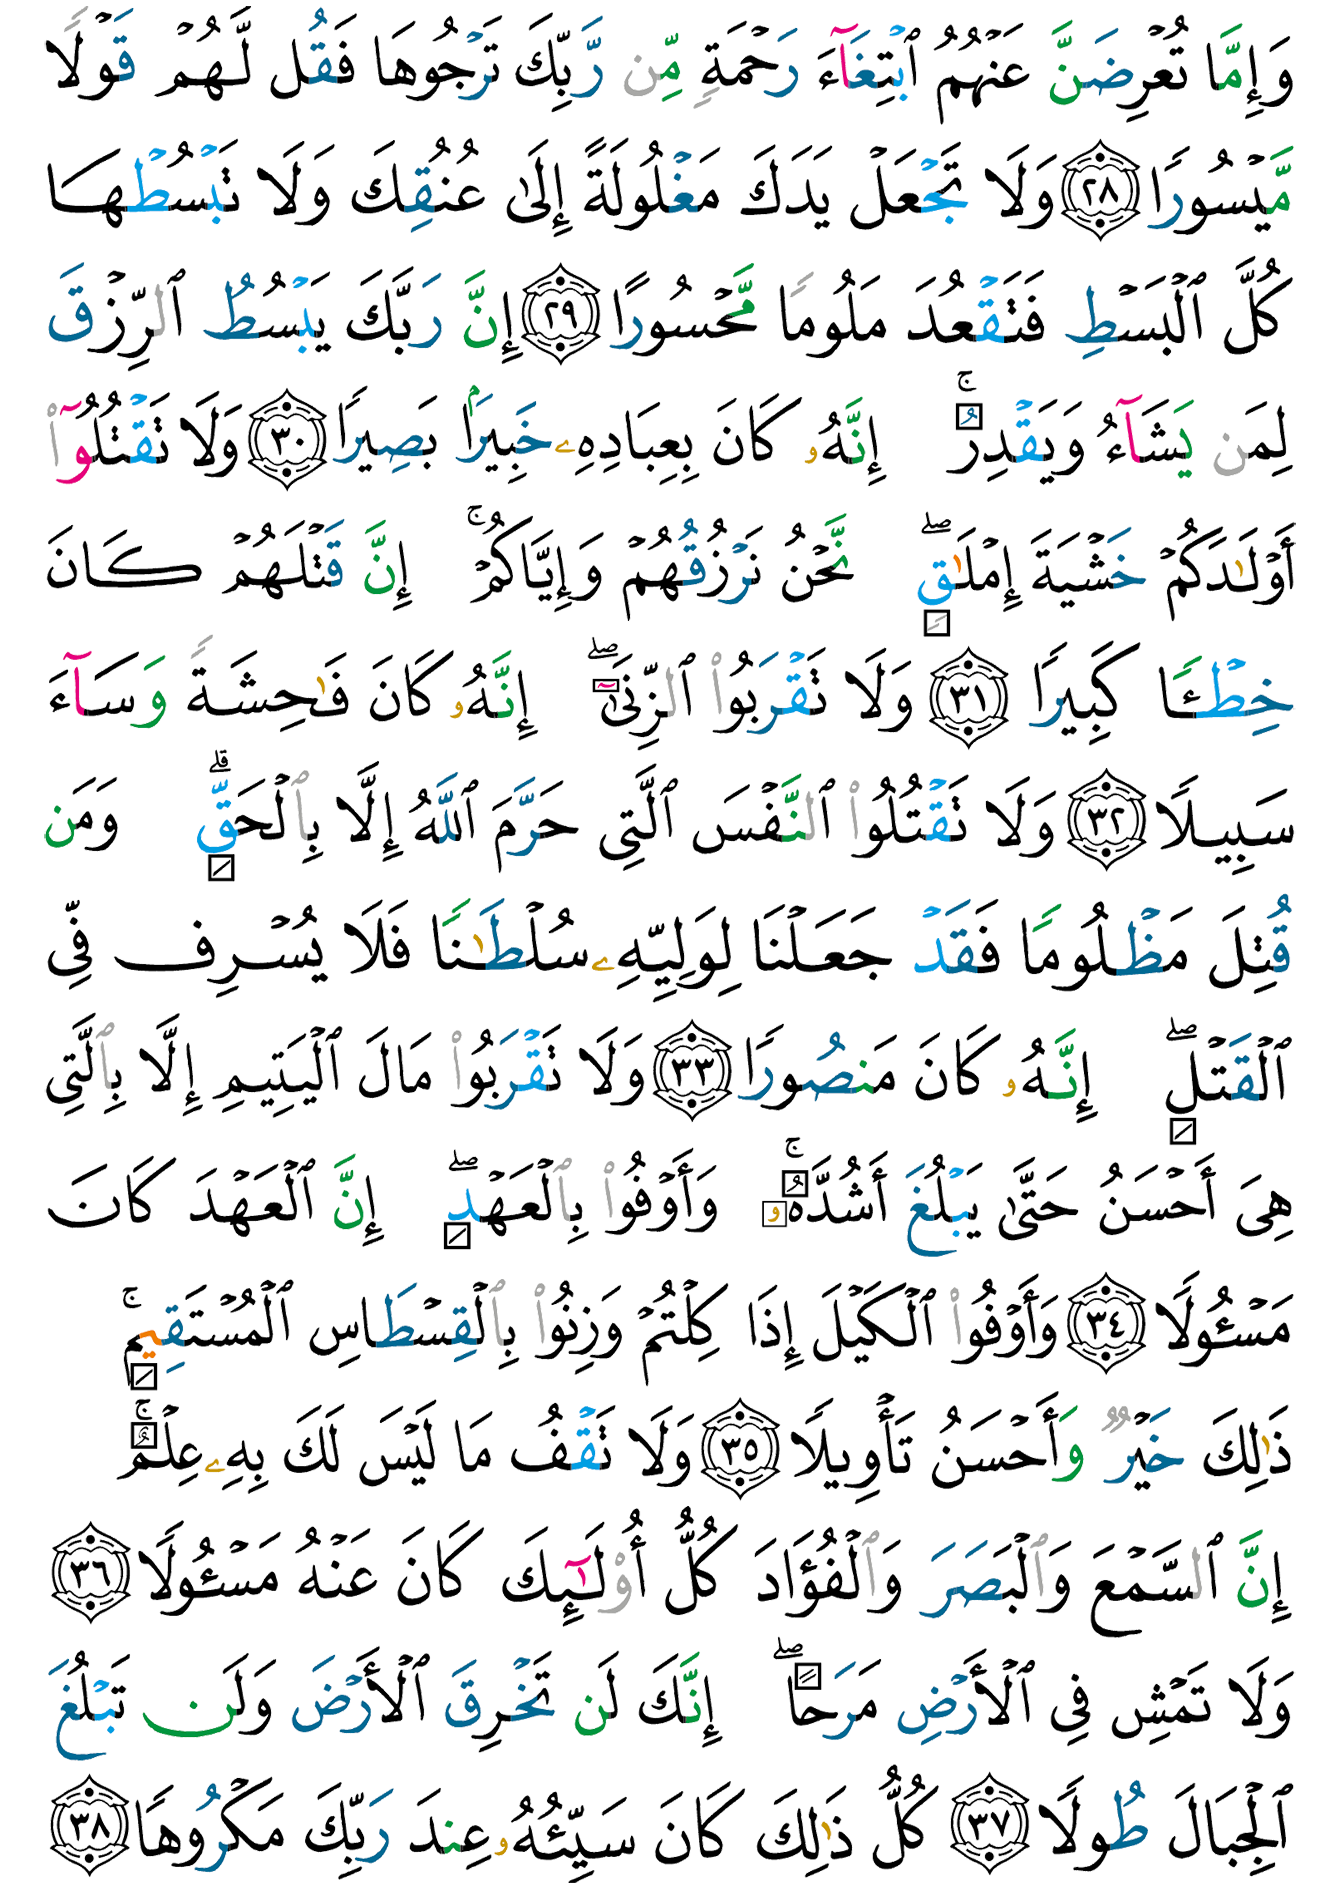 وَإِمَّا تُعْرِضَنَّ عَنْهُمُ ٱبْتِغَآءَ رَحْمَةٍ مِّن رَّبِّكَ تَرْجُوهَا فَقُل لَّهُمْ قَوْلًا
مَّيْسُورًا ٢٨ وَلَا تَجْعَلْ يَدَكَ مَغْلُولَةً إِلَىٰ عُنُقِكَ وَلَا تَبْسُطْهَا
كُلَّ ٱلْبَسْطِ فَتَقْعُدَ مَلُومًا مَّحْسُورًا ٢٩ إِنَّ رَبَّكَ يَبْسُطُ ٱلرِّزْقَ
لِمَن يَشَآءُ وَيَقْدِرُ ۚ إِنَّهُۥ كَانَ بِعِبَادِهِۦ خَبِيرَۢا بَصِيرًا ٣٠ وَلَا تَقْتُلُوٓا۟
أَوْلَـٰدَكُمْ خَشْيَةَ إِمْلَـٰقٍ ۖ نَّحْنُ نَرْزُقُهُمْ وَإِيَّاكُمْ ۚ إِنَّ قَتْلَهُمْ كَانَ
خِطْـًٔا كَبِيرًا ٣١ وَلَا تَقْرَبُوا۟ ٱلزِّنَىٰٓ ۖ إِنَّهُۥ كَانَ فَـٰحِشَةً وَسَآءَ
سَبِيلًا ٣٢ وَلَا تَقْتُلُوا۟ ٱلنَّفْسَ ٱلَّتِى حَرَّمَ ٱللَّهُ إِلَّا بِٱلْحَقِّ ۗ وَمَن
قُتِلَ مَظْلُومًا فَقَدْ جَعَلْنَا لِوَلِيِّهِۦ سُلْطَـٰنًا فَلَا يُسْرِف فِّى
ٱلْقَتْلِ ۖ إِنَّهُۥ كَانَ مَنصُورًا ٣٣ وَلَا تَقْرَبُوا۟ مَالَ ٱلْيَتِيمِ إِلَّا بِٱلَّتِى
هِىَ أَحْسَنُ حَتَّىٰ يَبْلُغَ أَشُدَّهُۥ ۚ وَأَوْفُوا۟ بِٱلْعَهْدِ ۖ إِنَّ ٱلْعَهْدَ كَانَ
مَسْـُٔولًا ٣٤ وَأَوْفُوا۟ ٱلْكَيْلَ إِذَا كِلْتُمْ وَزِنُوا۟ بِٱلْقِسْطَاسِ ٱلْمُسْتَقِيمِ ۚ
ذَٰلِكَ خَيْرٌ وَأَحْسَنُ تَأْوِيلًا ٣٥ وَلَا تَقْفُ مَا لَيْسَ لَكَ بِهِۦ عِلْمٌ ۚ
إِنَّ ٱلسَّمْعَ وَٱلْبَصَرَ وَٱلْفُؤَادَ كُلُّ أُو۟لَـٰٓئِكَ كَانَ عَنْهُ مَسْـُٔولًا ٣٦
وَلَا تَمْشِ فِى ٱلْأَرْضِ مَرَحًا ۖ إِنَّكَ لَن تَخْرِقَ ٱلْأَرْضَ وَلَن تَبْلُغَ
ٱلْجِبَالَ طُولًا ٣٧ كُلُّ ذَٰلِكَ كَانَ سَيِّئُهُۥ عِندَ رَبِّكَ مَكْرُوهًا ٣٨